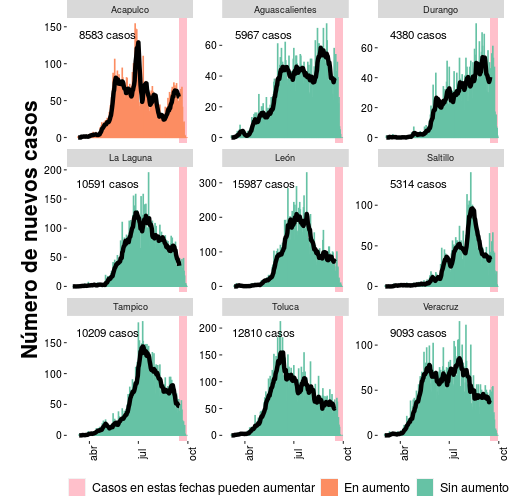 Número de nuevos casos
Acapulco
8583 casos
150
100
50
0
Aguascalientes
5967 casos
60
40
20
0
Durango
4380 casos
60
40
20
0
La Laguna
10591 casos
200
150
100
50
0
León
15987 casos
300
200
100
0
Saltillo
5314 casos
100
50
0
Tampico
10209 casos
150
100
50
0
abr
jul
oct
Toluca
12810 casos
200
150
100
50
0
abr
jul
oct
Veracruz
9093 casos
100
50
0
abr
jul
oct
Casos en estas fechas pueden aumentar
En aumento
Sin aumento